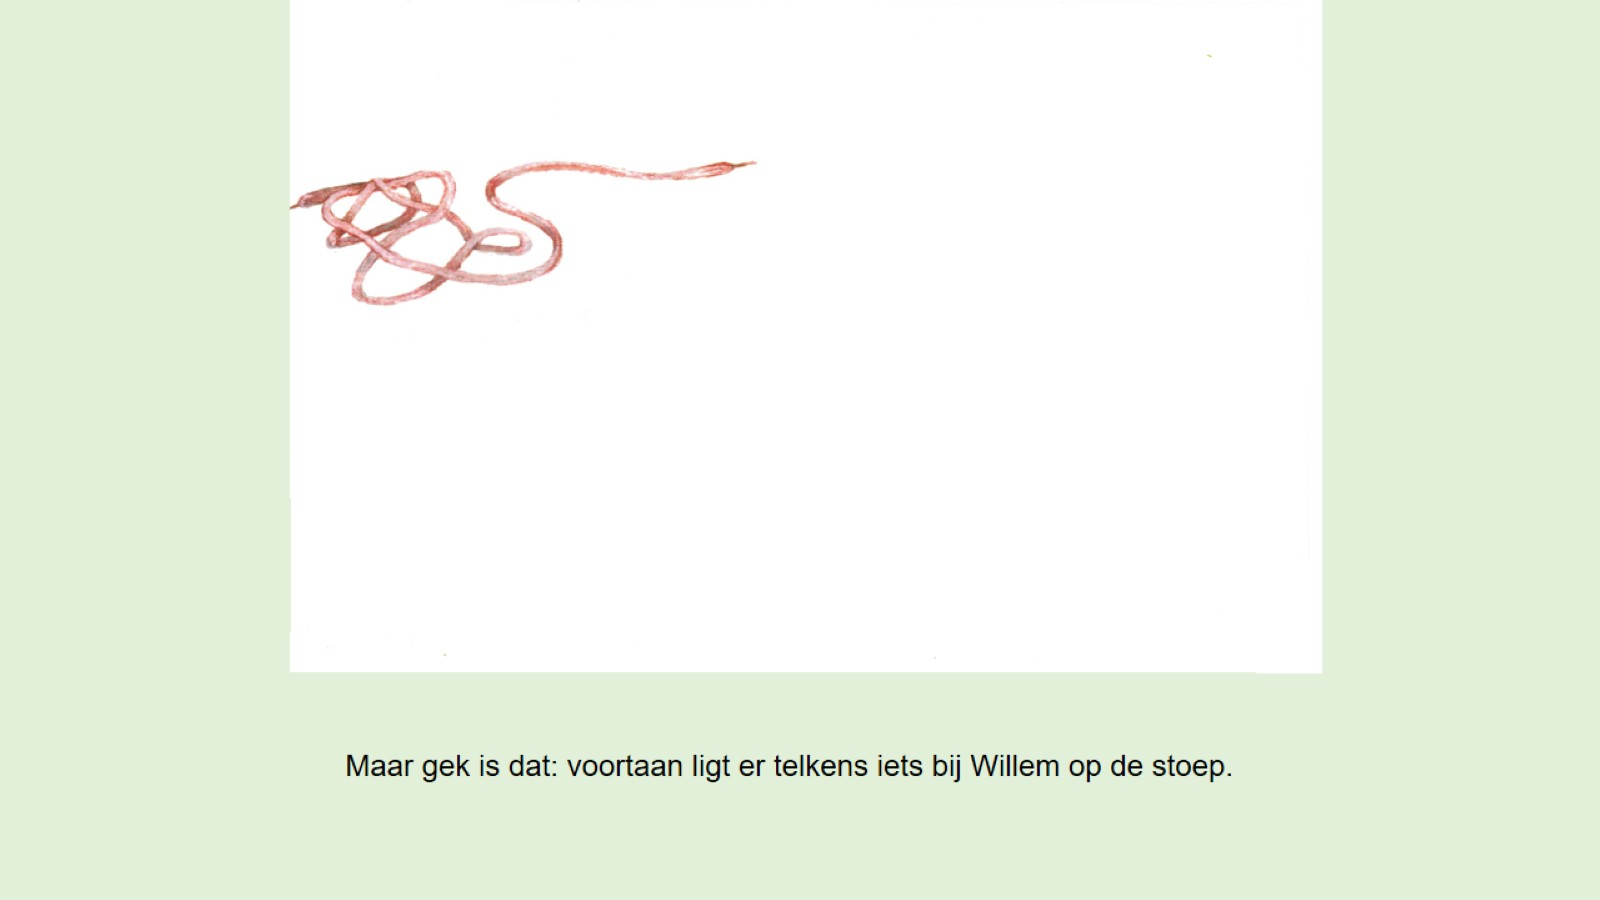 Maar gek is dat: voortaan ligt er telkens iets bij Willem op de stoep.